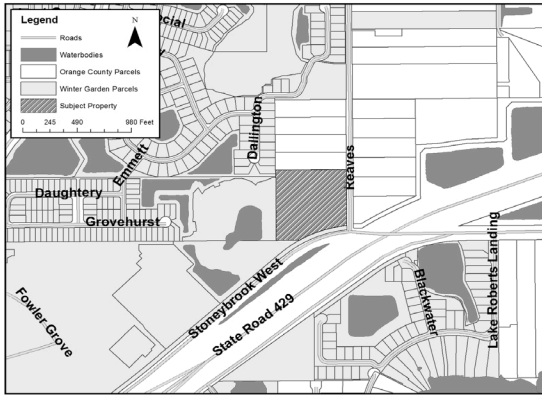 Legend
Roads
Waterbodies
Orange County Parcels
Winter Garden Parcels
Subject Property
0 245 490 980 Feet
N
Dallington
Emmett
Reaves
Daughtery
Grovehurst
Stoneybrook West
State Road 429
Fowler Grove
Blackwater
Lake Roberts Landing